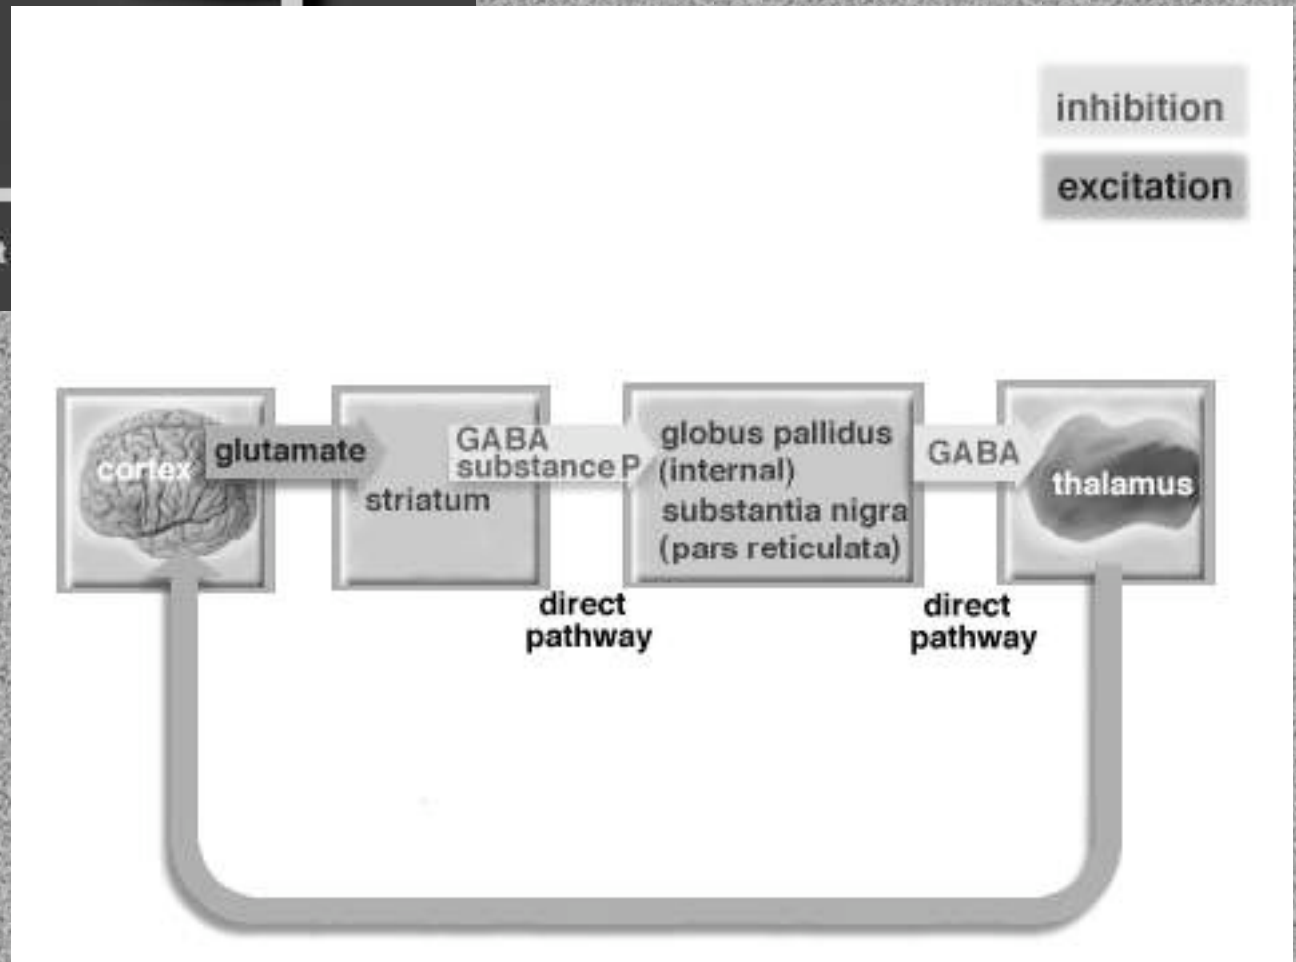 inhibition
excitation
cortex
glutamate
striatum
GABA
substance P
globus pallidus
(internal)
substantia nigra
(pars reticulata)
GABA
thalamus
direct
pathway
direct
pathway